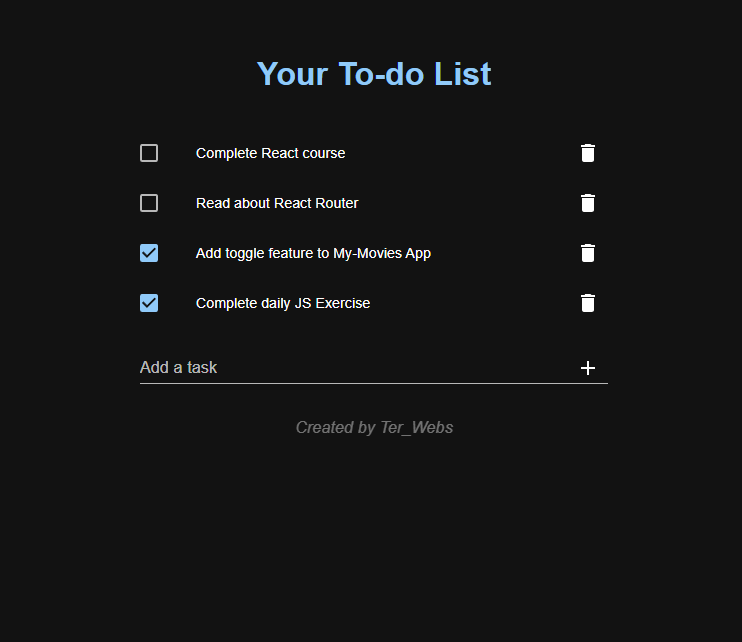 Your To-do List
Complete React course
Read about React Router
Add toggle feature to My-Movies App
Complete daily JS Exercise
Add a task
Created by Ter_Webs